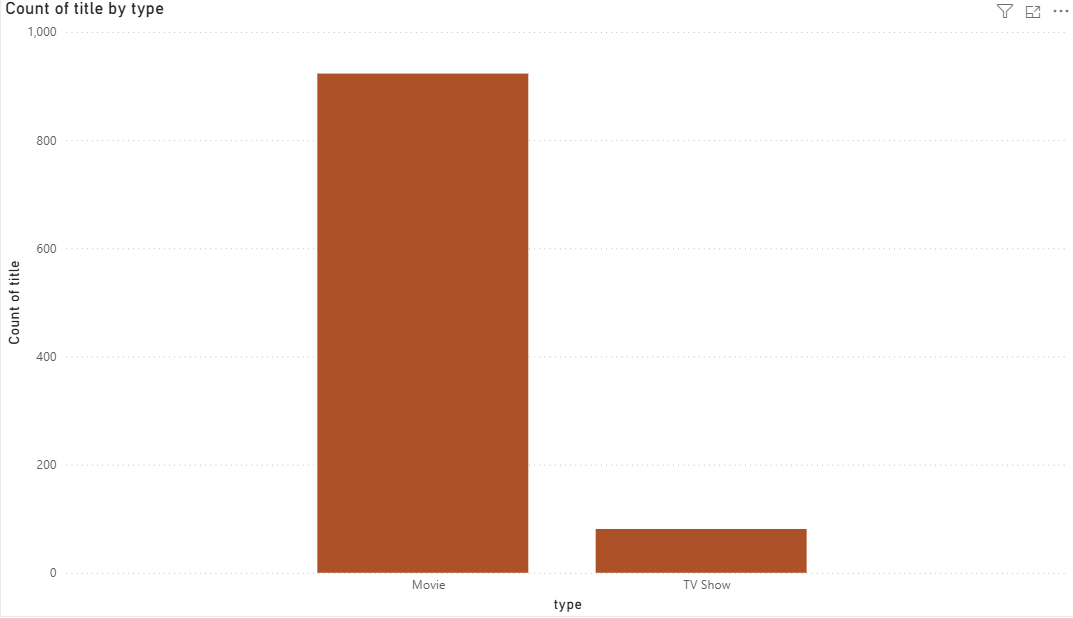 Count of title by type
1,000
800
600
400
200
0
Count of title
Movie
TV Show
type